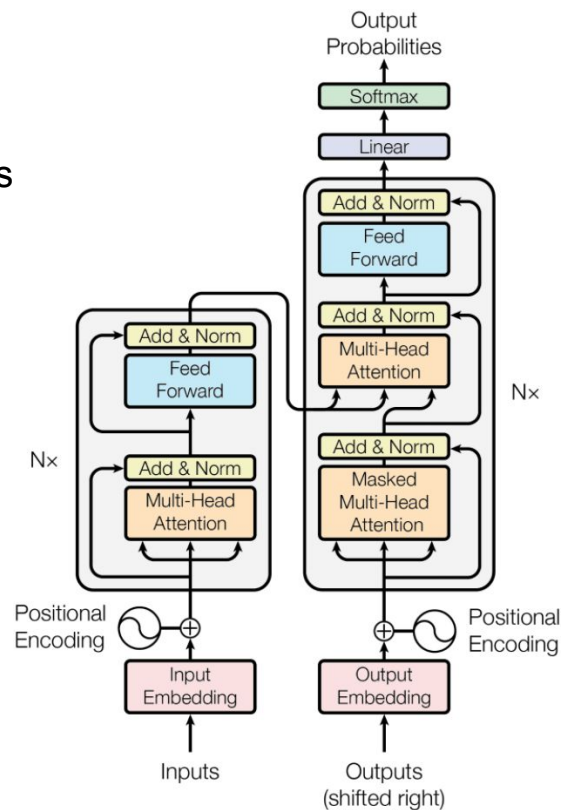 Output
Probabilities
Softmax
Linear
s
Add & Norm
Feed
Forward
Add & Norm
Multi-Head
Attention
Nx
Add & Norm
Masked
Multi-Head
Attention
Add & Norm
Feed
Forward
Nx
Add & Norm
Multi-Head
Attention
Positional
Encoding
Positional
Encoding
Input
Embedding
Output
Embedding
Inputs
Outputs
(shifted right)